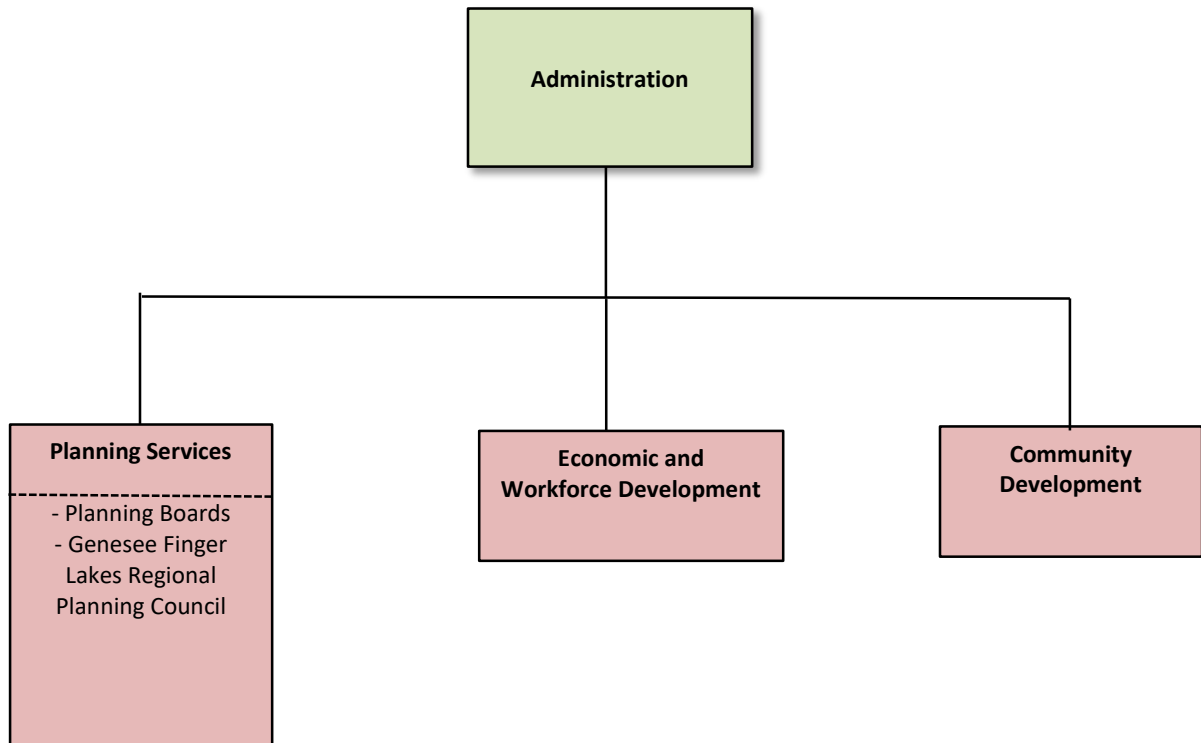 Administration
Planning Services
- Planning Boards
- Genesee Finger
Lakes Regional
Planning Council
Economic and
Workforce Development
Community
Development